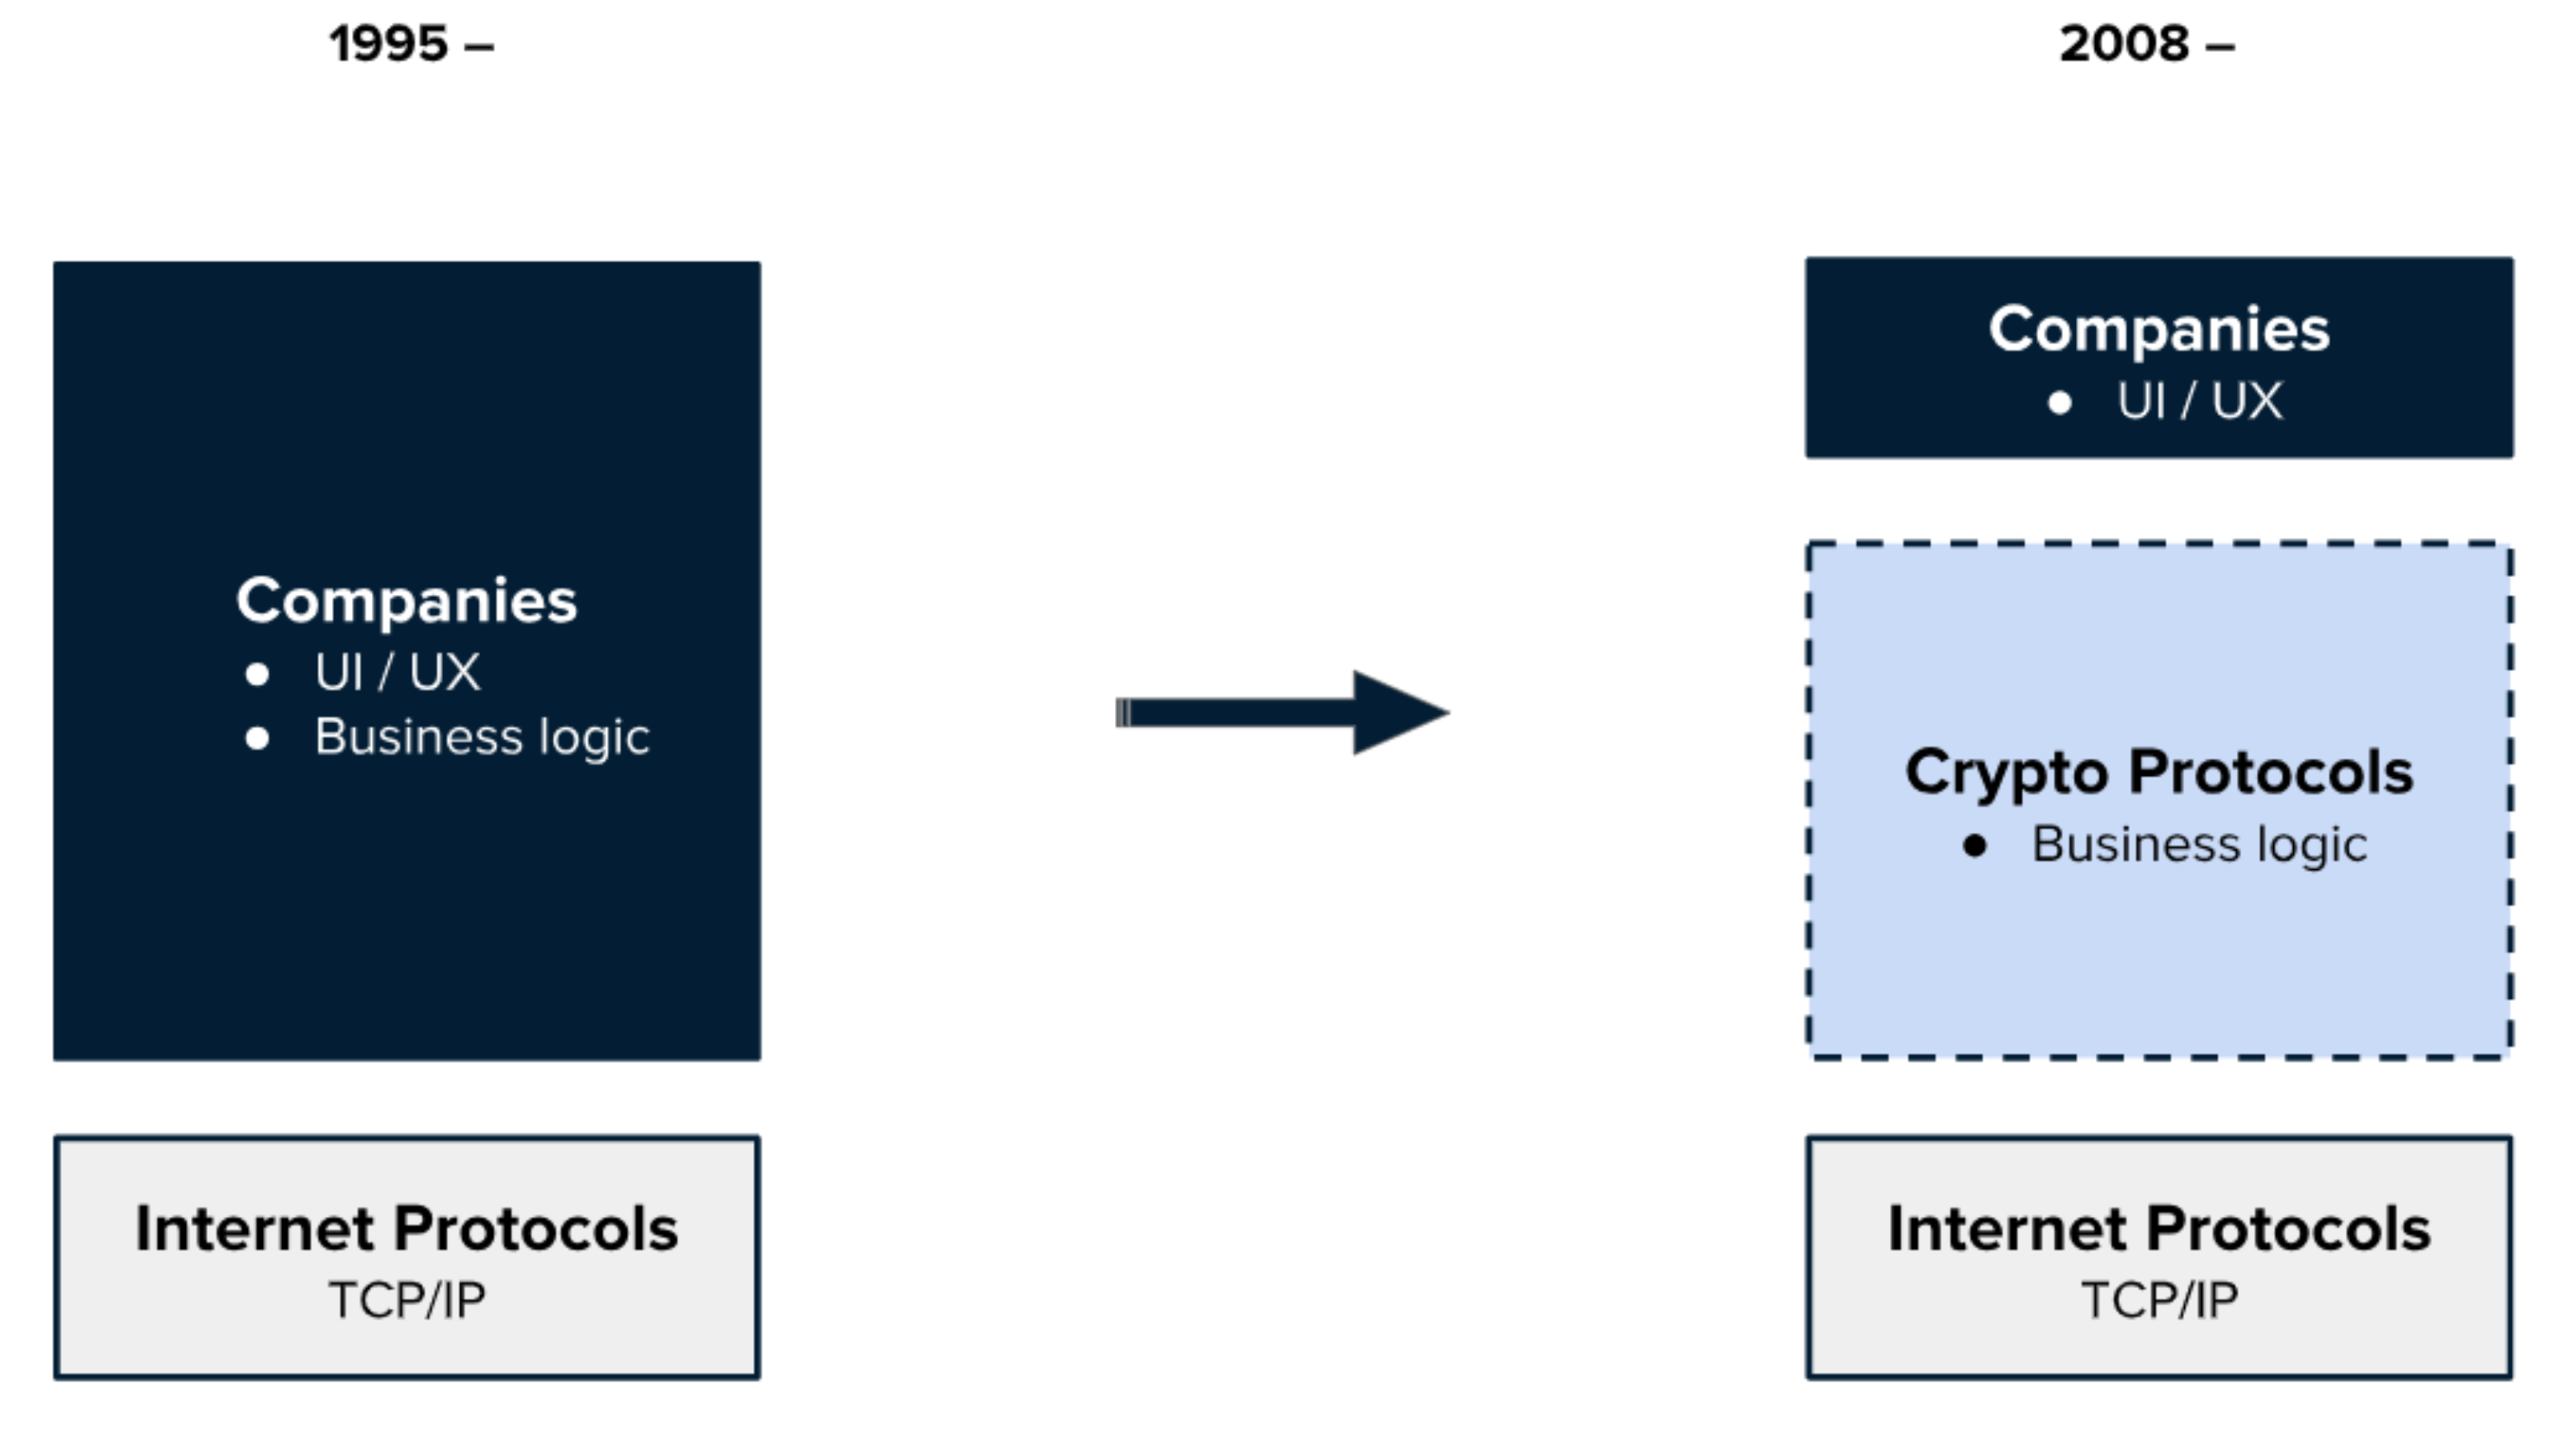 1995 –
2008 –
Companies
● UI / UX
● Business logic
Internet Protocols
TCP/IP
Companies
● UI / UX
Crypto Protocols
● Business logic
Internet Protocols
TCP/IP